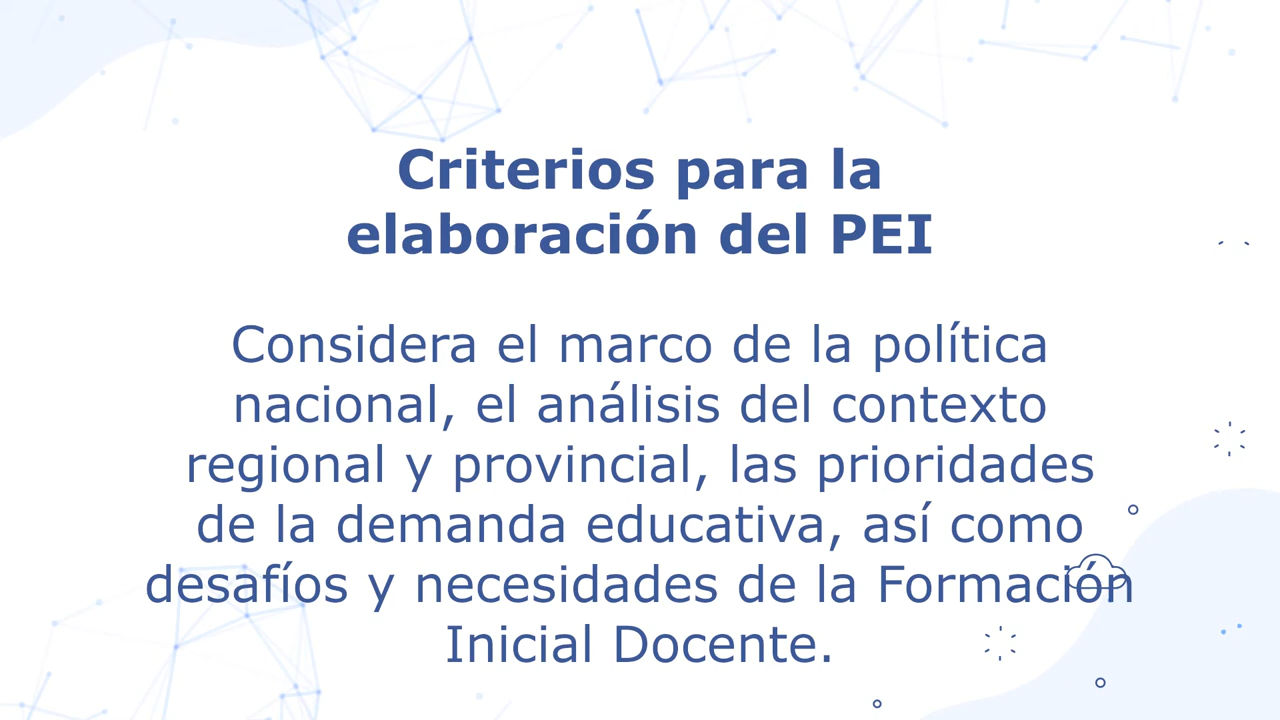 Criterios para la
elaboración del PEI
Considera el marco de la política
nacional, el análisis del contexto
regional y provincial, las prioridades
de la demanda educativa, así como
desafíos y necesidades de la Formación
Inicial Docente.